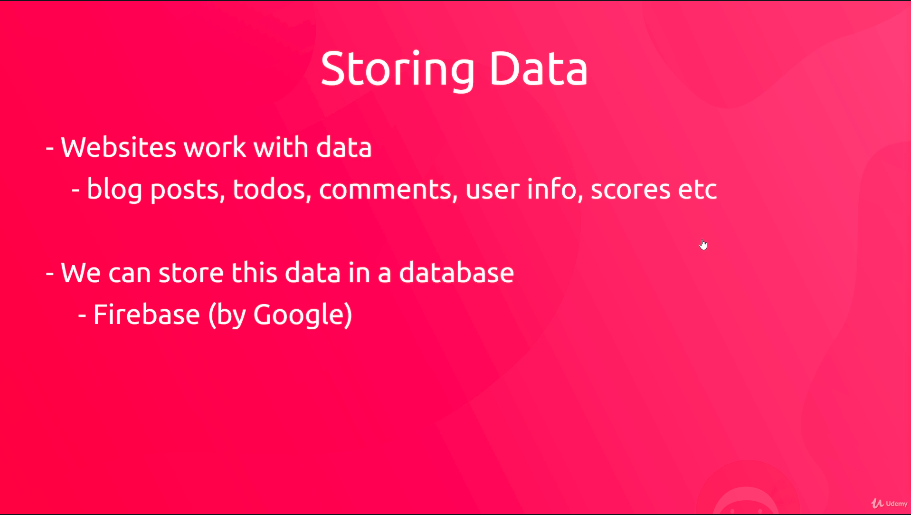 Storing Data
- Websites work with data
- blog posts, todos, comments, user info, scores etc
- We can store this data in a database
- Firebase (by Google)
Udemy